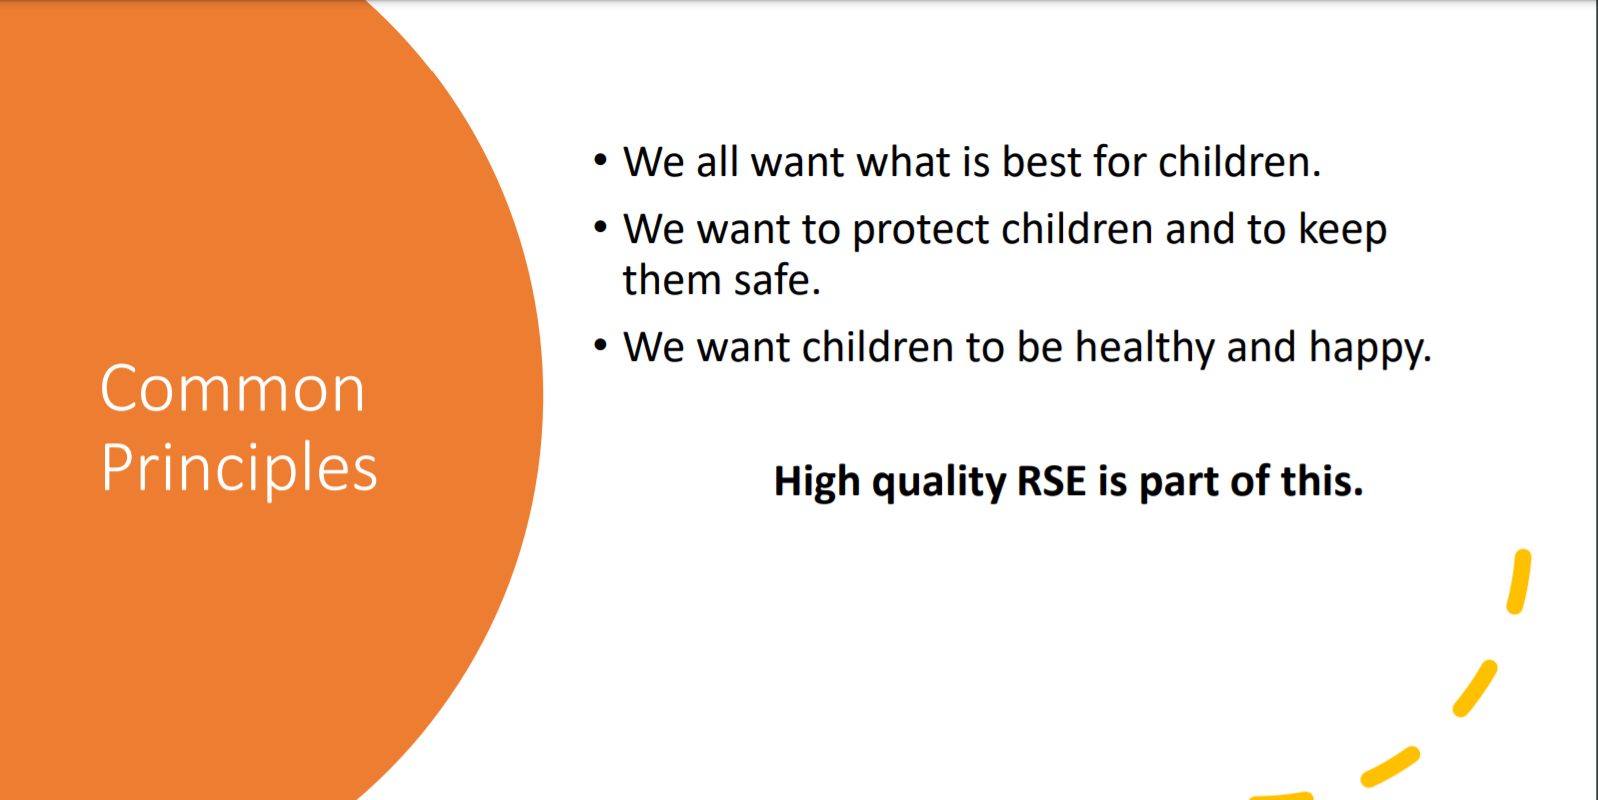 Common
Principles
• We all want what is best for children.
• We want to protect children and to keep
them safe.
• We want children to be healthy and happy.
High quality RSE is part of this.